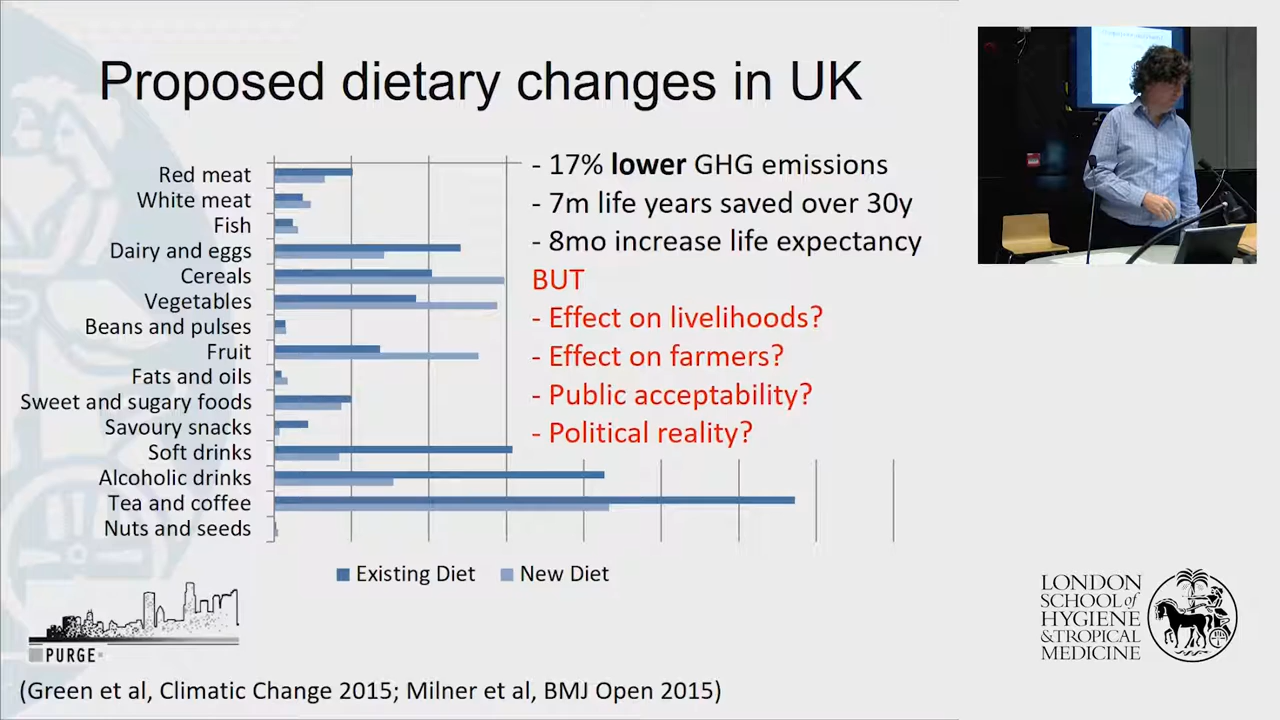 Proposed dietary changes in UK
Red meat
White meat
Fish
Dairy and eggs
Cereals
Vegetables
Beans and pulses
Fruit
Fats and oils
Sweet and sugary foods
Savoury snacks
Soft drinks
Alcoholic drinks
Tea and coffee
Nuts and seeds
Existing Diet
New Diet
- 17% lower GHG emissions
- 7m life years saved over 30y
- 8mo increase life expectancy
BUT
- Effect on livelihoods?
- Effect on farmers?
- Public acceptability?
- Political reality?
PURGE
(Green et al, Climatic Change 2015; Milner et al, BMJ Open 2015)
LONDON
SCHOOL of
HYGIENE
& TROPICAL
MEDICINE